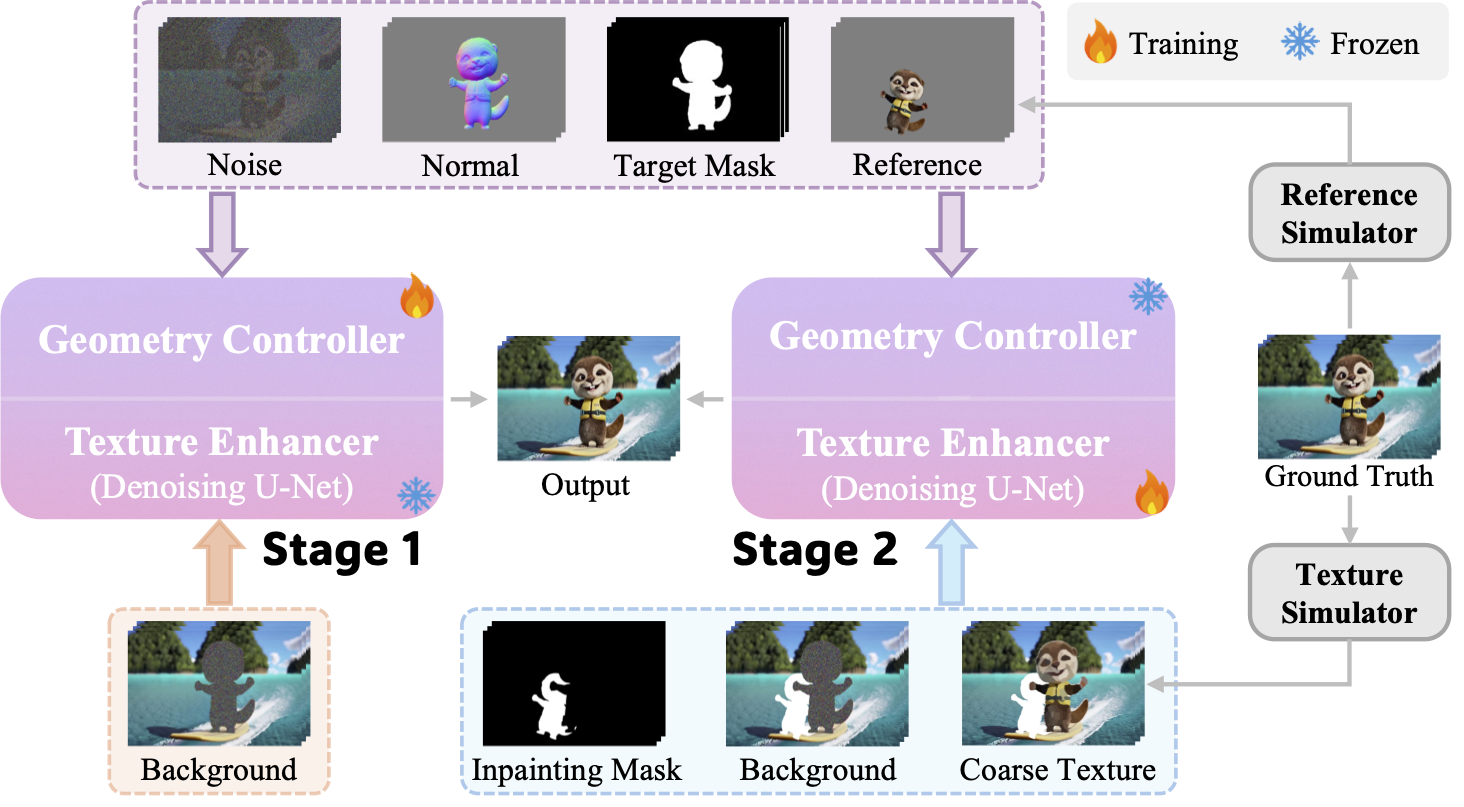 Training
Frozen
Noise
Normal
Target Mask
Reference
Reference
Simulator
Geometry Controller
Texture Enhancer
(Denoising U-Net)
Stage 1
Output
Geometry Controller
Texture Enhancer
(Denoising U-Net)
Stage 2
Ground Truth
Texture
Simulator
Background
Inpainting Mask
Background
Coarse Texture